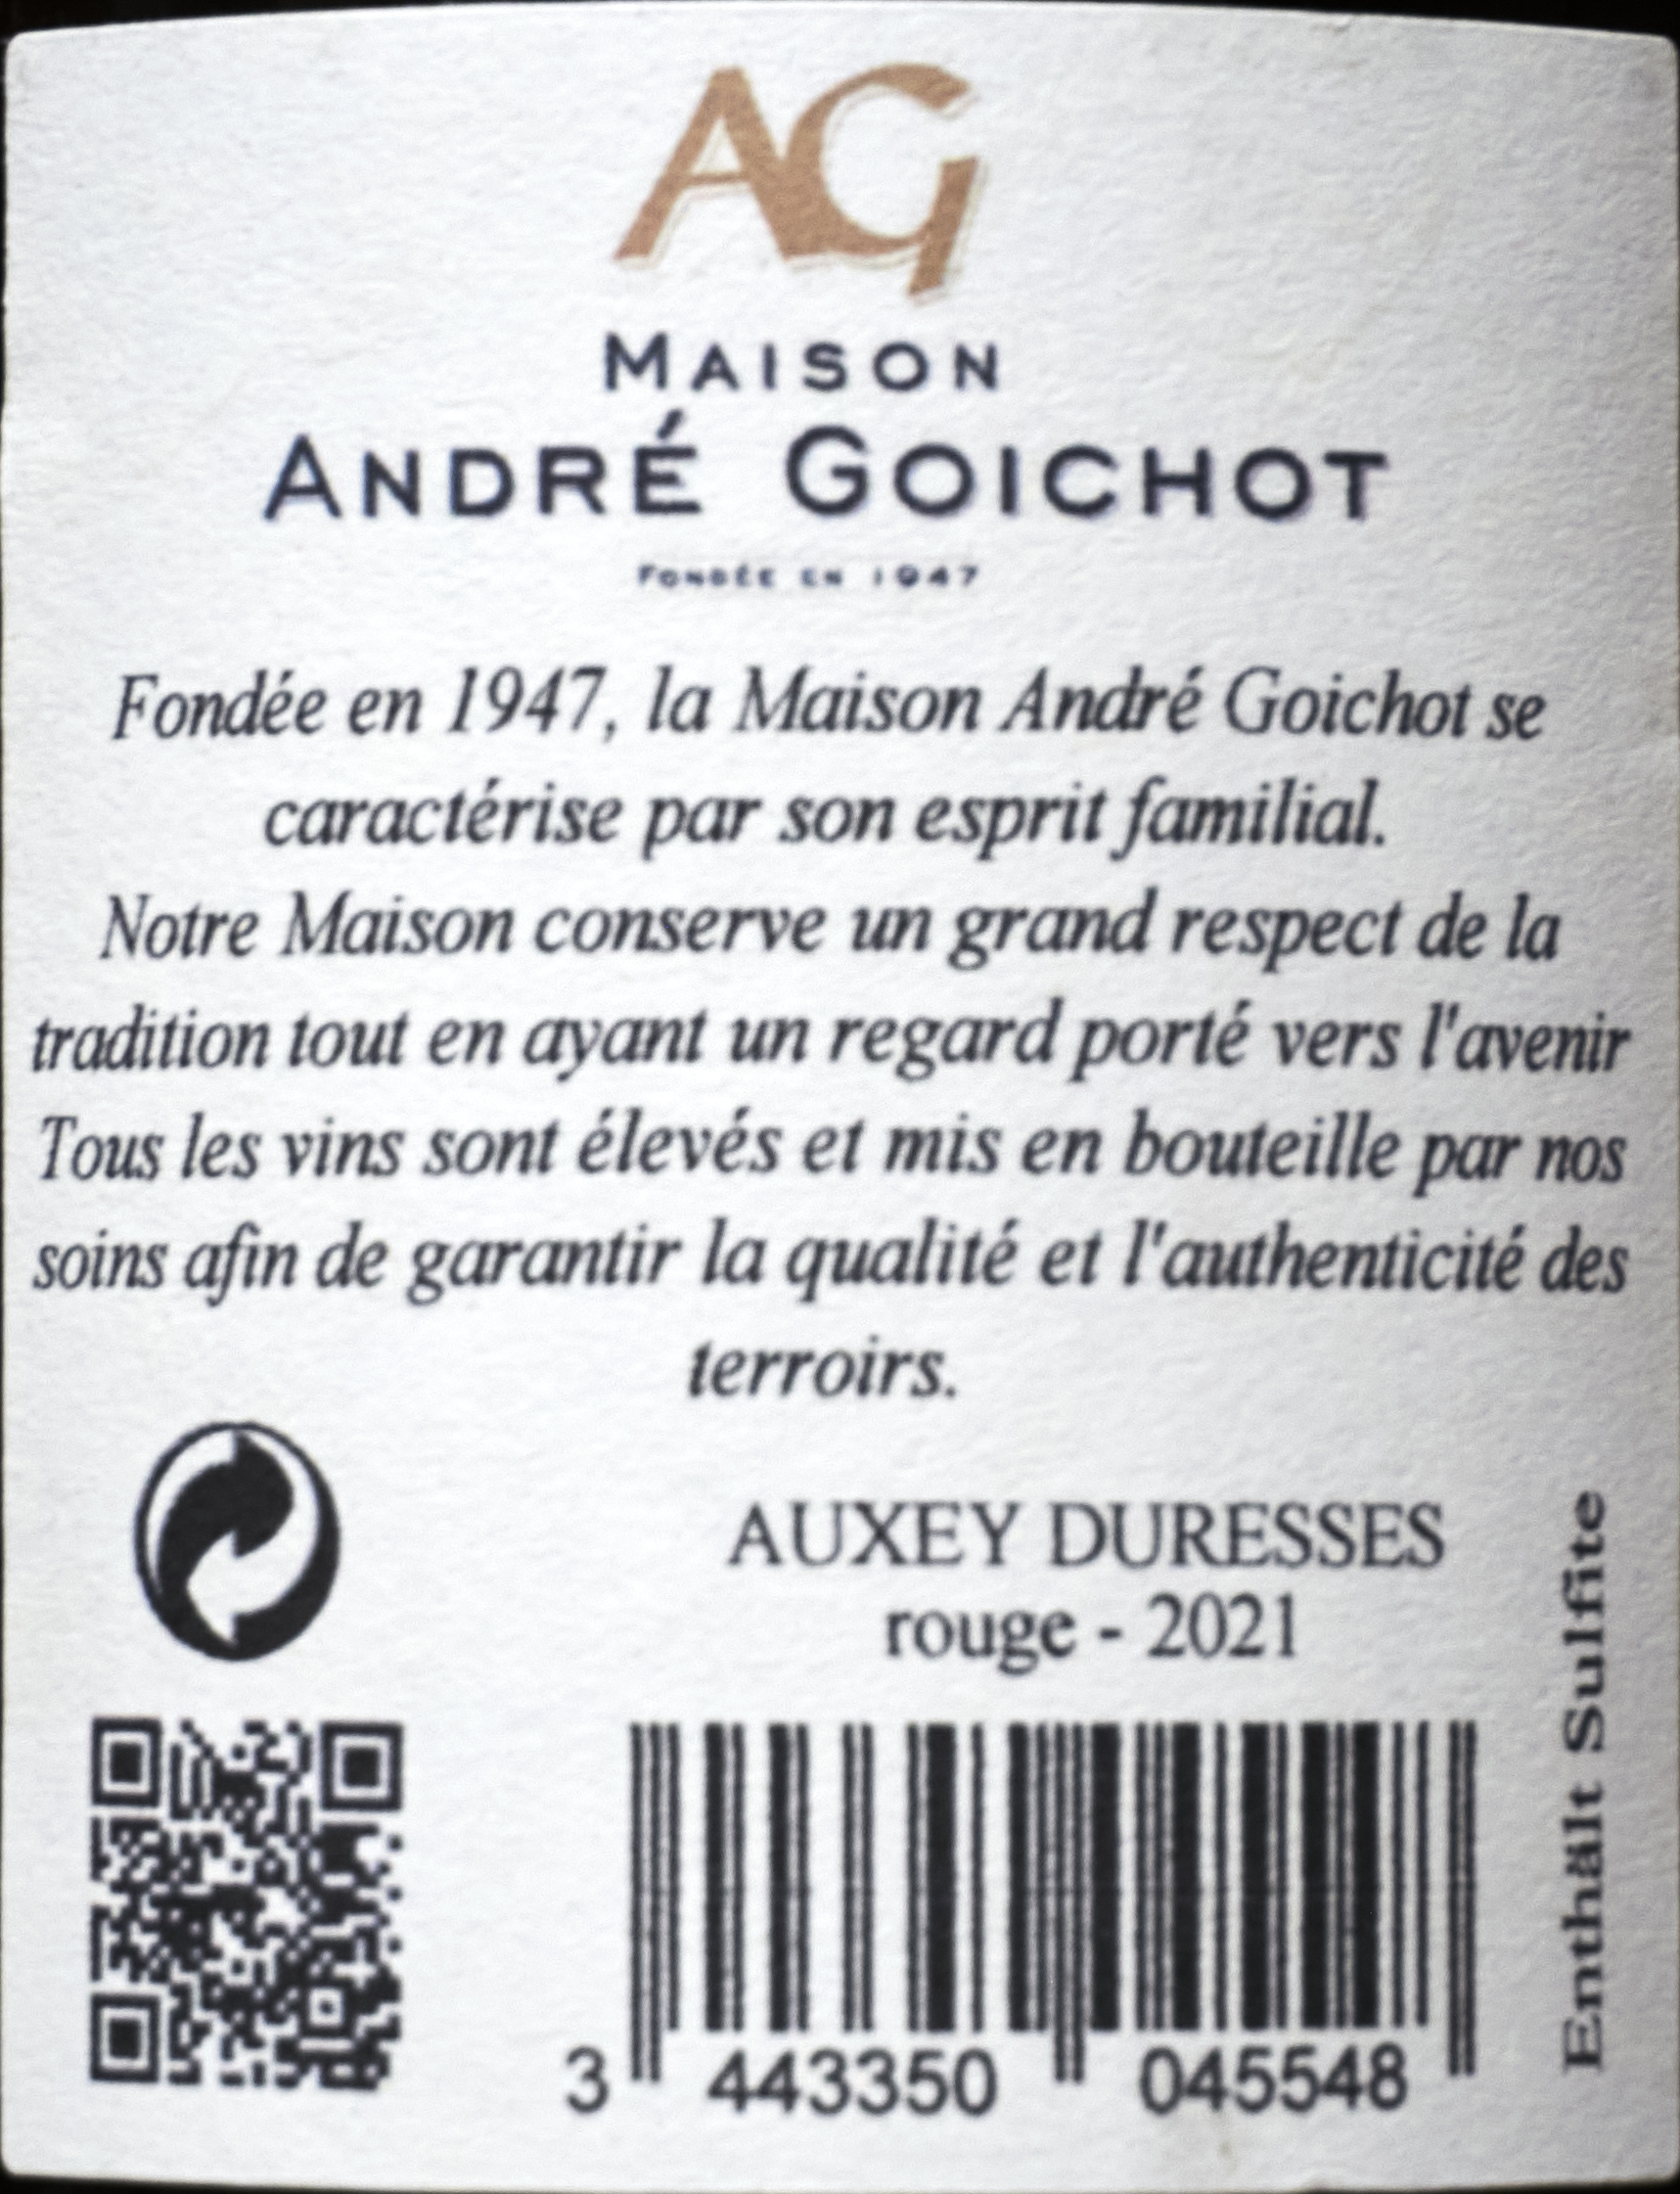 AG
MAISON
ANDRÉ GOICHOT
FONDÉE EN 1947
Fondée en 1947, la Maison André Goichot se
caractérise par son esprit familial.
Notre Maison conserve un grand respect de la
tradition tout en ayant un regard porté vers l'avenir
Tous les vins sont élevés et mis en bouteille par nos
soins afin de garantir la qualité et l'authenticité des
terroirs.
AUXEY DURESSES
rouge - 2021
Enthält Sulfite
3 443350 045548